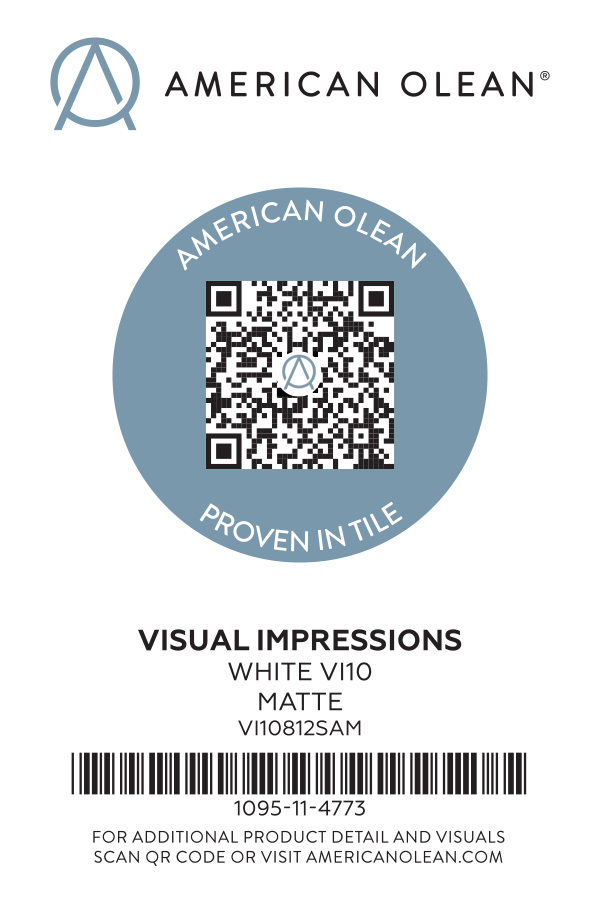 AMERICAN OLEAN®
AMERICAN OLEAN
PROVEN IN TILE
VISUAL IMPRESSIONS
WHITE VI10
MATTE
VI10812SAM
1095-11-4773
FOR ADDITIONAL PRODUCT DETAIL AND VISUALS
SCAN QR CODE OR VISIT AMERICANOLEAN.COM